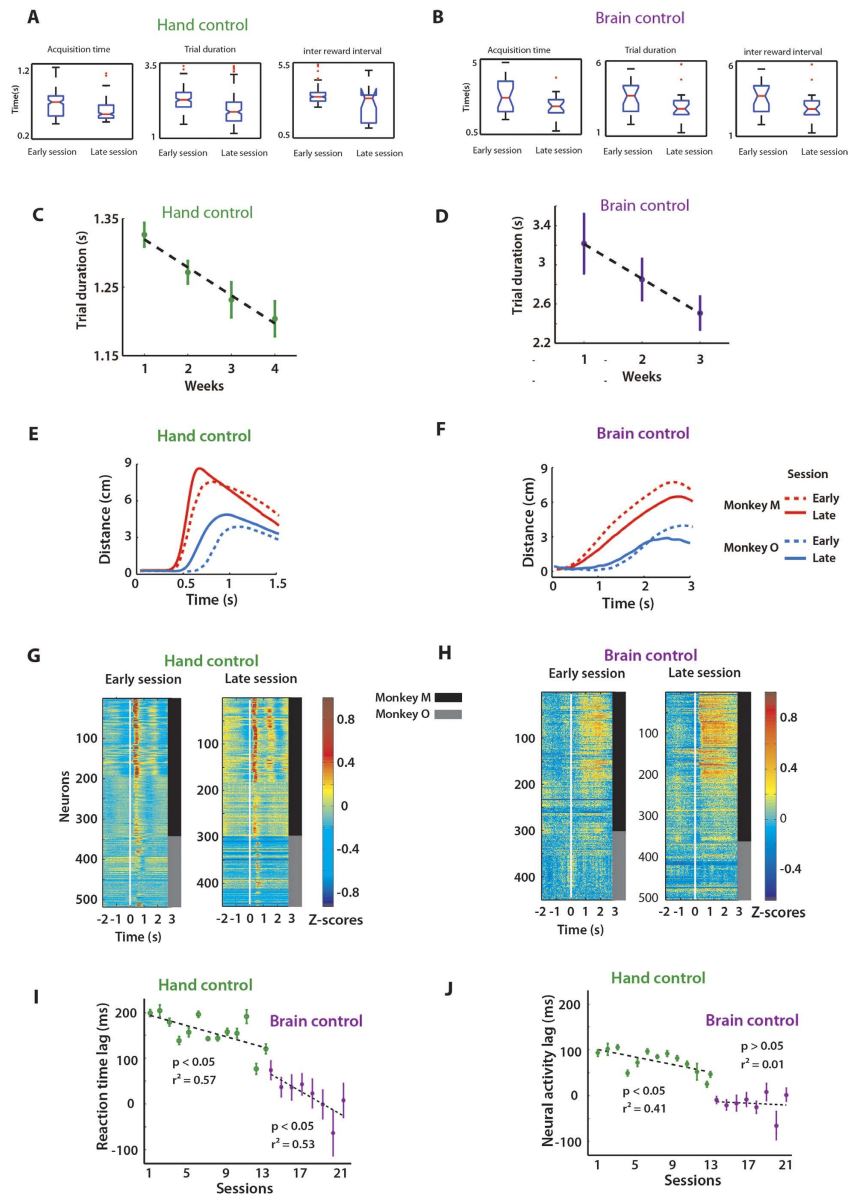 A
Hand control
Acquisition time
Trial duration
inter reward interval
Time(s)
1.2
0.2
3.5
1
5.5
0.5
Early session Late session
Early session Late session
Early session Late session
B
Brain control
Acquisition time
Trial duration
inter reward interval
Time(s)
5
0.5
6
1
6
1
Early session Late session
Early session Late session
Early session Late session
C
Hand control
Trial duration (s)
1.35
1.25
1.15
1 2 3 4
Weeks
D
Brain control
Trial duration (s)
3.4
3
2.6
2.2
1 2 3
Weeks
E
Hand control
Distance (cm)
9
6
3
0
0 0.5 1 1.5
Time (s)
F
Brain control
Distance (cm)
9
6
3
0
0 1 2 3
Time (s)
Session
Monkey M
Early
Late
Monkey O
Early
Late
G
Hand control
Early session Late session
Neurons
100
200
300
400
500
100
200
300
400
-2 -1 0 1 2 3
-2 -1 0 1 2 3
Time (s)
0.8
0.4
0
-0.4
-0.8
Z-scores
Monkey M
Monkey O
H
Brain control
Early session Late session
100
200
300
400
100
200
300
400
500
-2 -1 0 1 2 3
-2 -1 0 1 2 3
Time (s)
0.8
0.4
0
-0.4
Z-scores
I
Hand control
Brain control
Reaction time lag (ms)
200
100
0
-100
p < 0.05
r² = 0.57
p < 0.05
r² = 0.53
1 5 9 13 17 21
Sessions
J
Hand control
Brain control
Neural activity lag (ms)
200
100
0
-100
p > 0.05
r² = 0.01
p < 0.05
r² = 0.41
1 5 9 13 17 21
Sessions